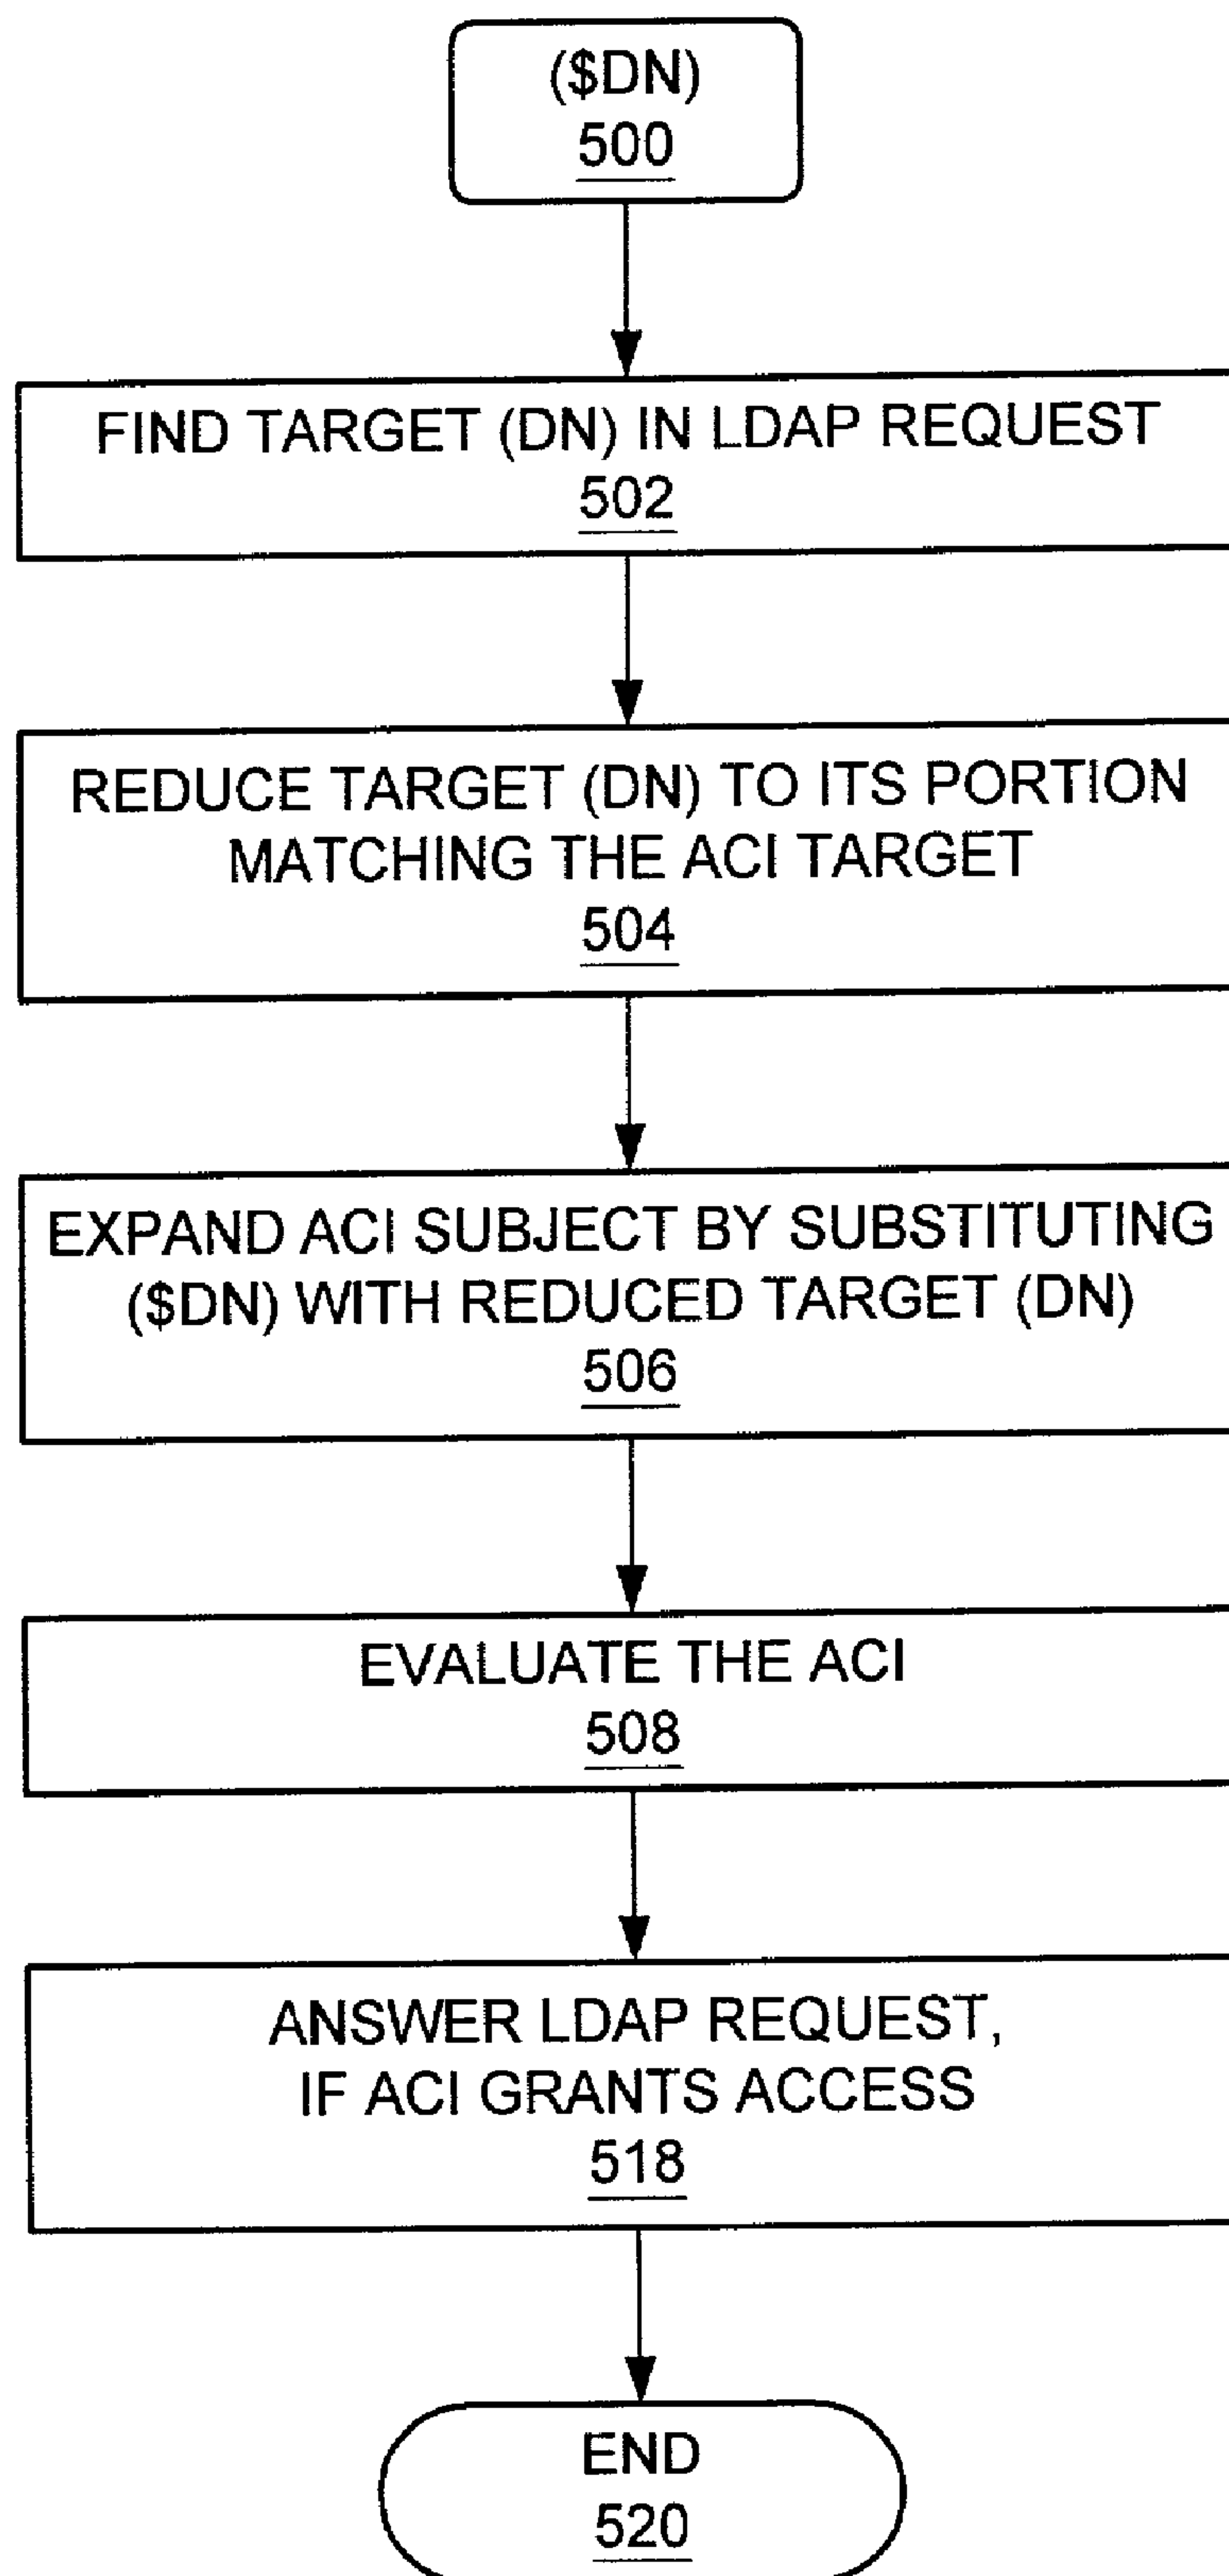 ($DN)
500
FIND TARGET (DN) IN LDAP REQUEST
502
REDUCE TARGET (DN) TO ITS PORTION
MATCHING THE ACI TARGET
504
EXPAND ACI SUBJECT BY SUBSTITUTING
($DN) WITH REDUCED TARGET (DN)
506
EVALUATE THE ACI
508
ANSWER LDAP REQUEST,
IF ACI GRANTS ACCESS
518
END
520